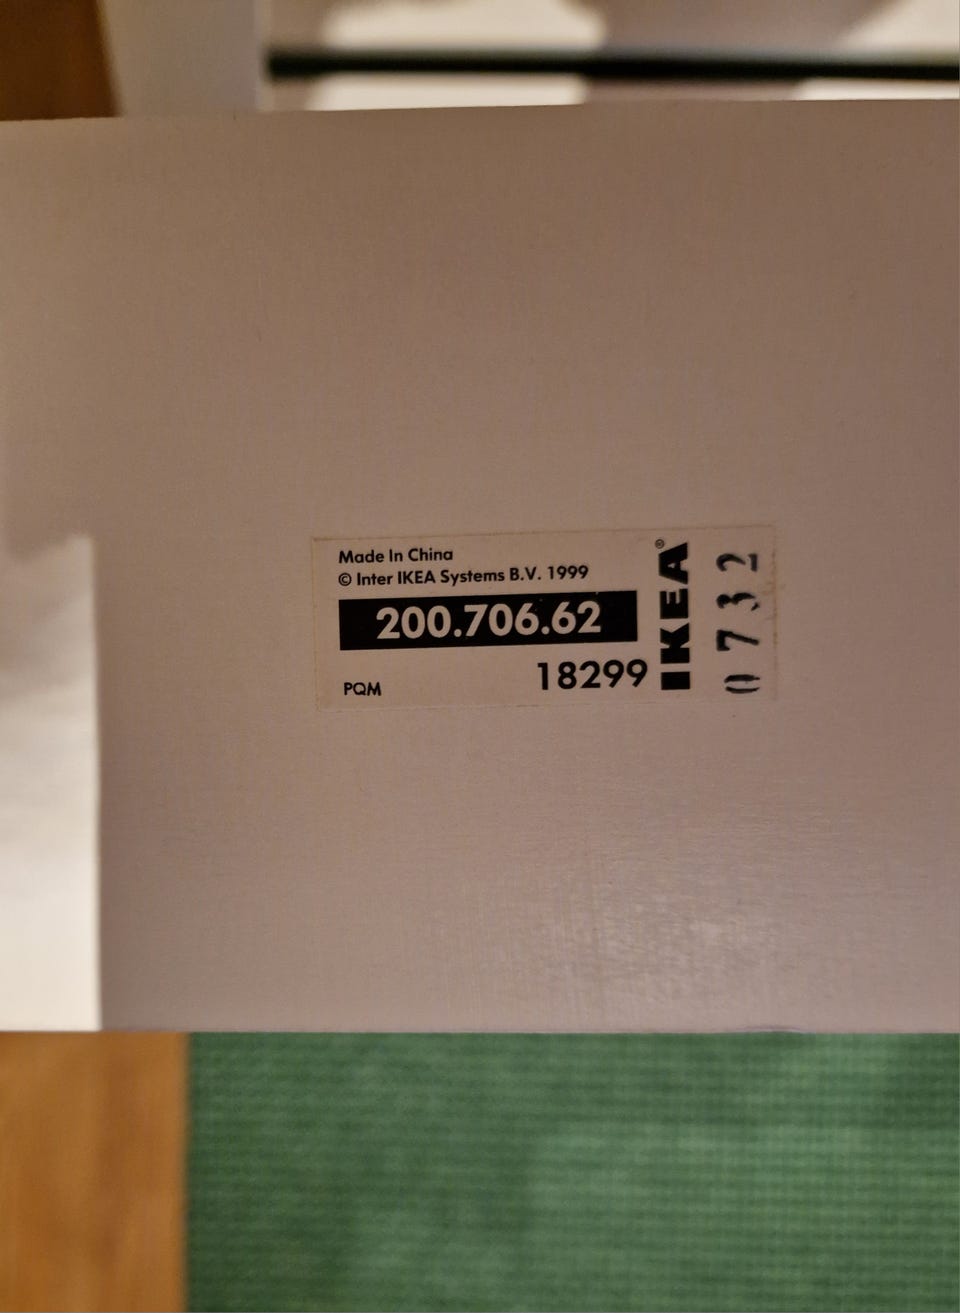 Made In China
© Inter IKEA Systems B.V. 1999
200.706.62
PQM 18299
IKEA®
0732